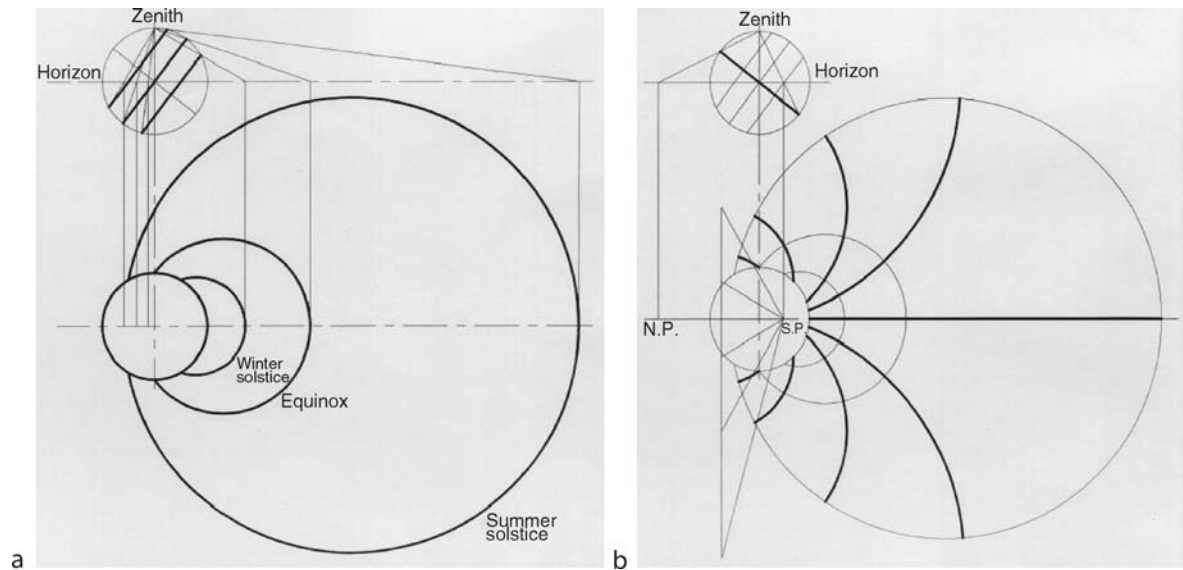 Zenith
Horizon
Winter
solstice
Equinox
Summer
solstice
a
Zenith
Horizon
N.P.
S.P.
b